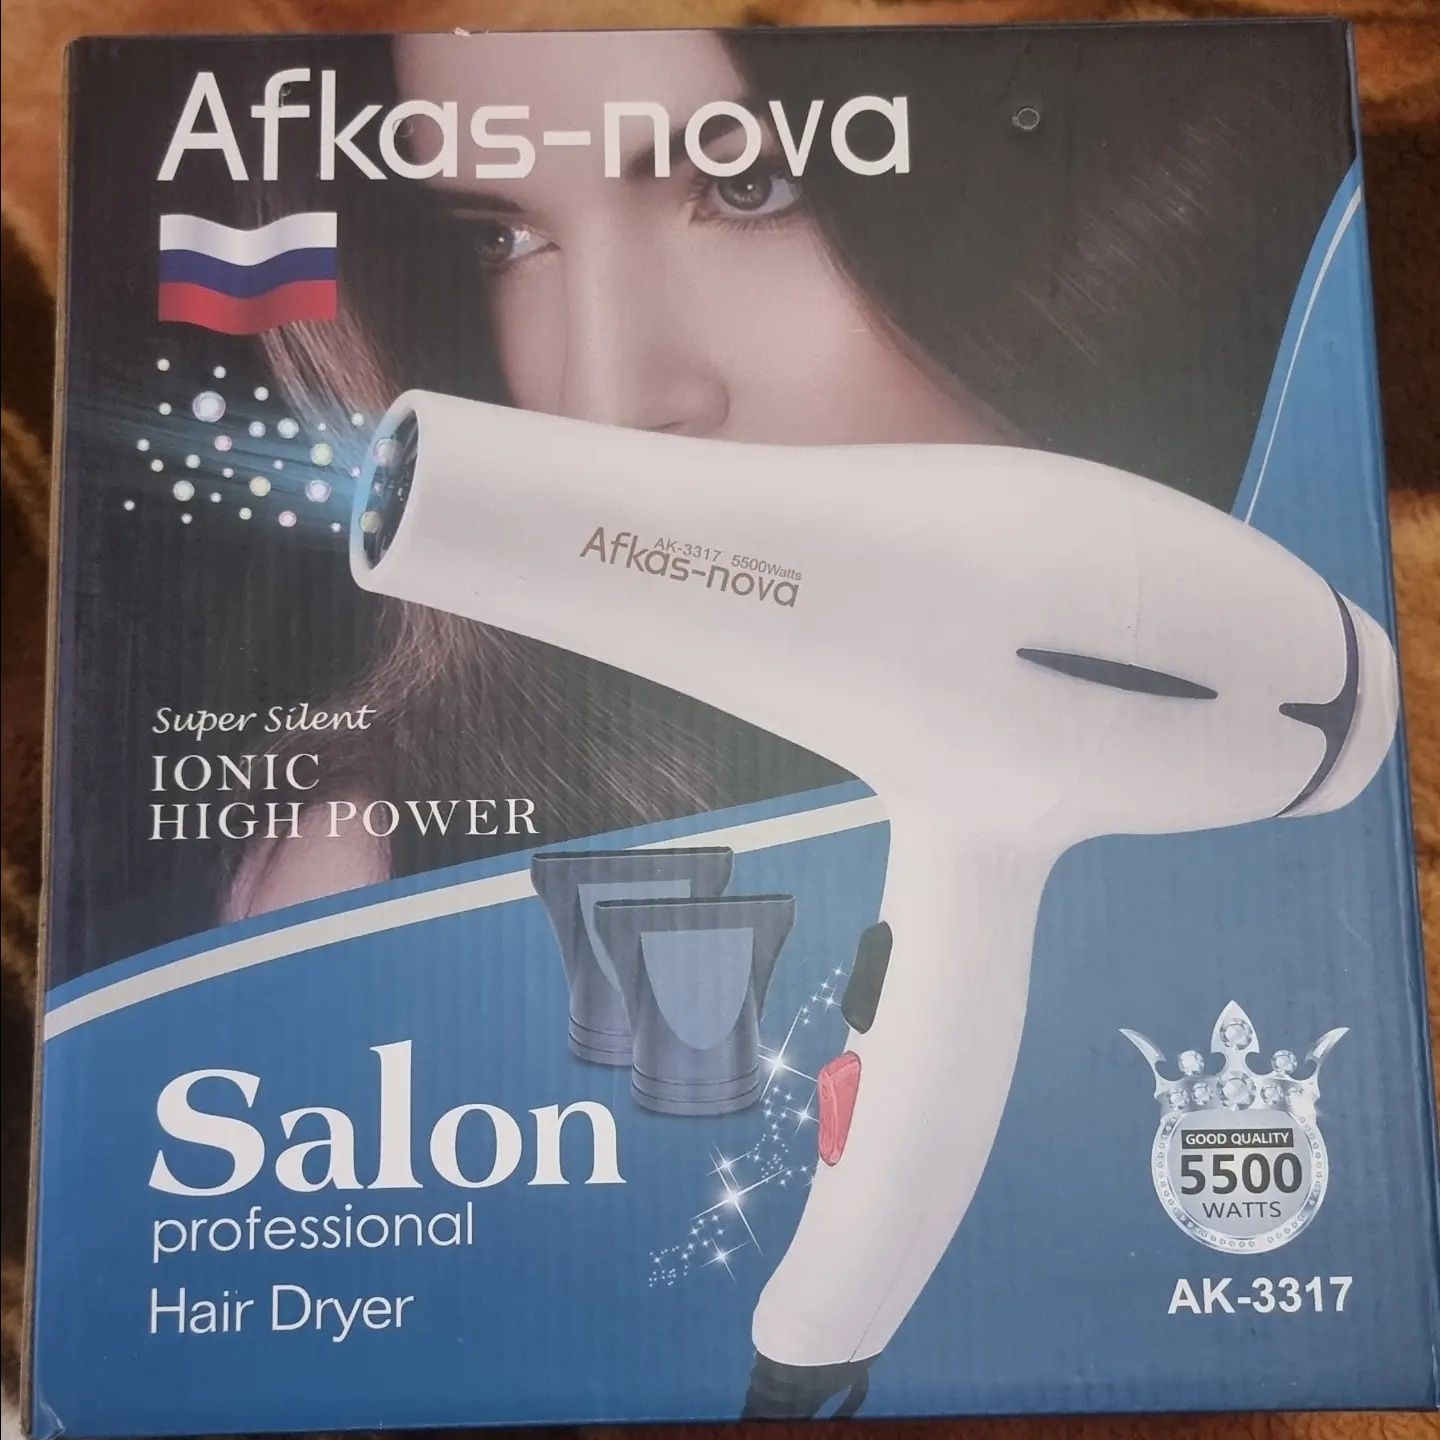 Afkas-nova
AK-3317 5500Watts
Afkas-nova
Super Silent
IONIC
HIGH POWER
Salon
professional
Hair Dryer
GOOD QUALITY
5500
WATTS
AK-3317